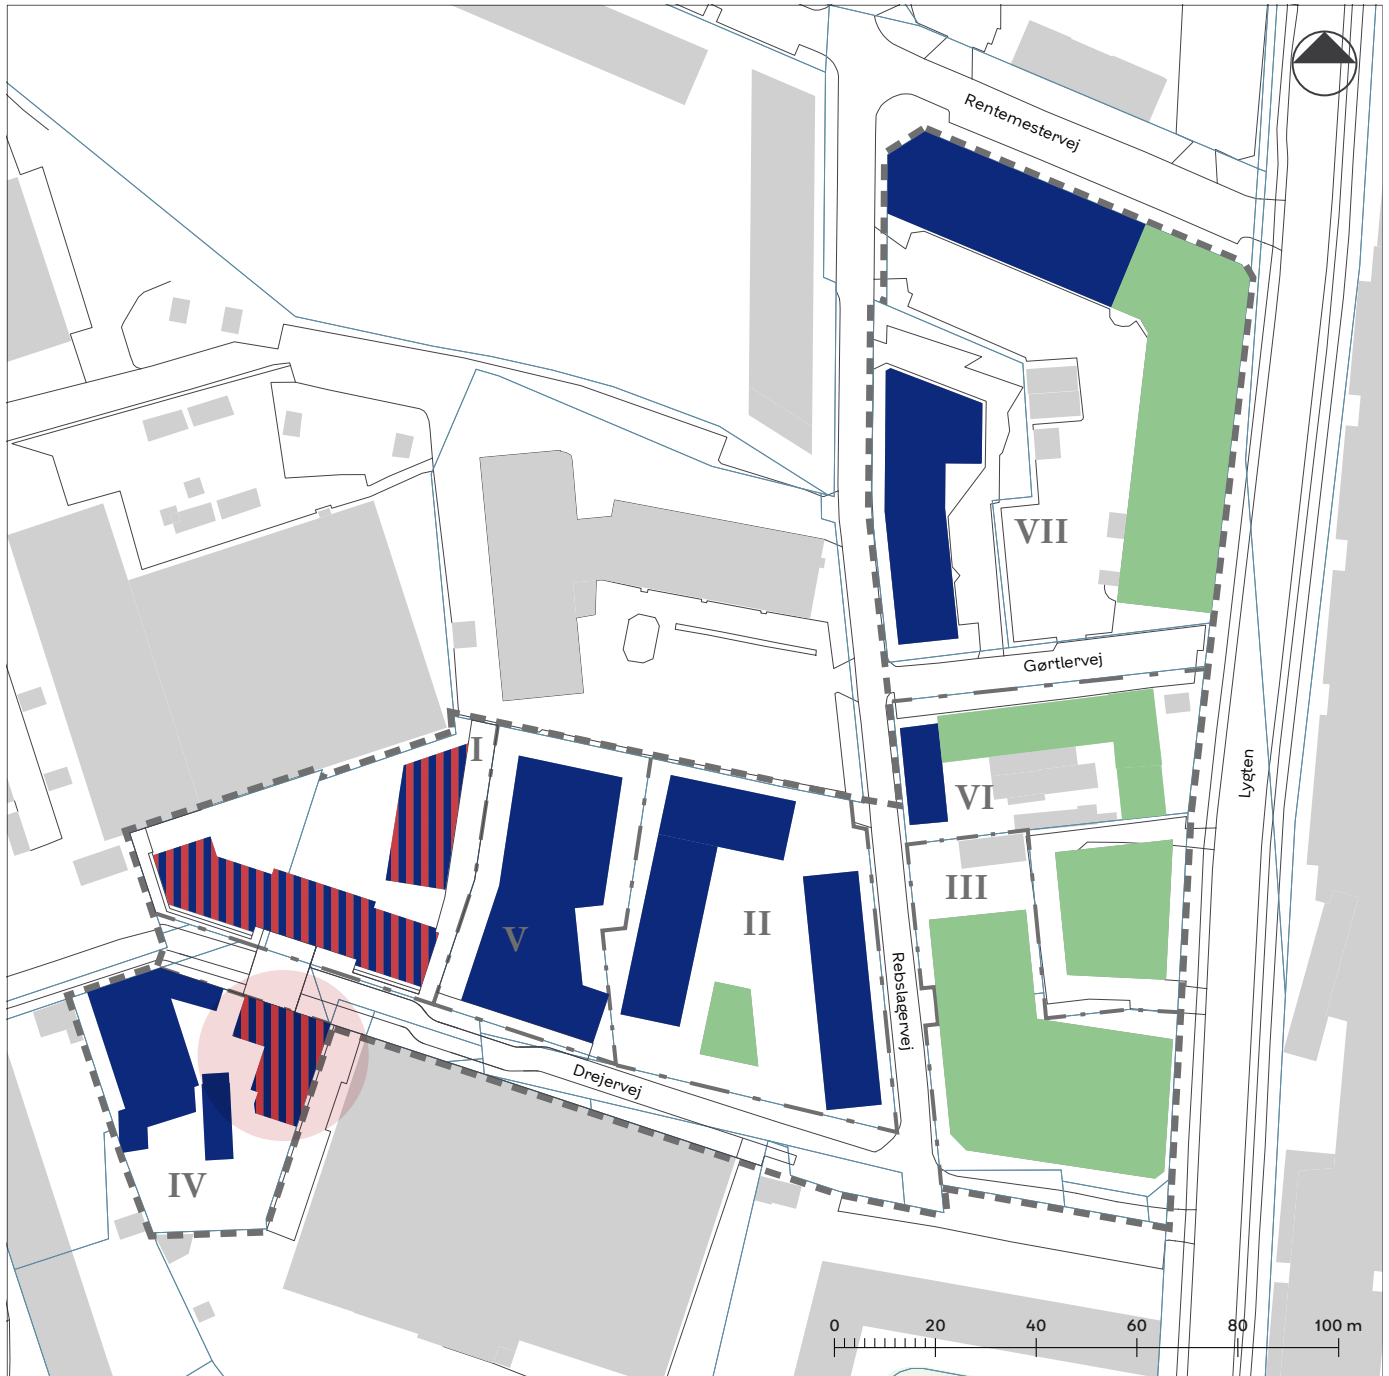 Rentemestervej
VII
Gørtlervej
I
Lygten
VI
III
II
V
Rebslagervej
Drejervej
IV
0 20 40 60 80 100 m